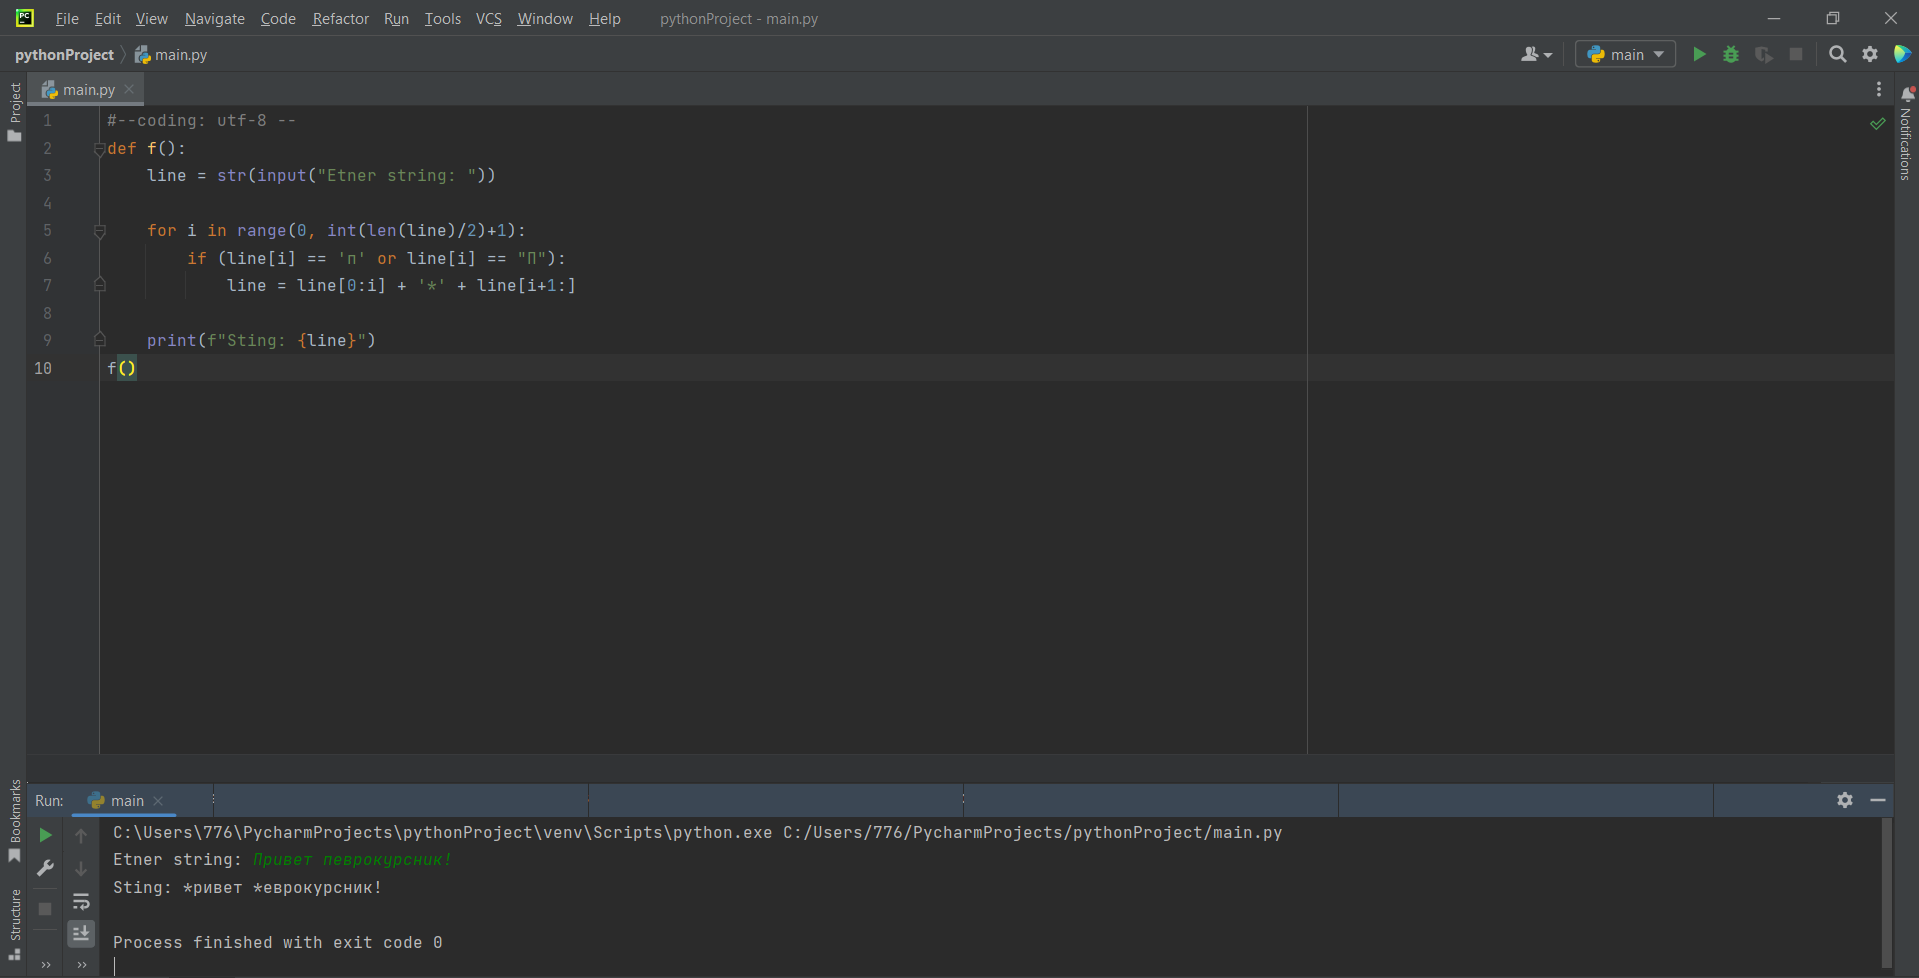 File Edit View Navigate Code Refactor Run Tools VCS Window Help pythonProject - main.py
pythonProject main.py main
Project
main.py
Notifications
1 #--coding: utf-8 --
2 def f():
3 line = str(input("Etner string: "))
4
5 for i in range(0, int(len(line)/2)+1):
6 if (line[i] == 'п' or line[i] == "П"):
7 line = line[0:i] + '*' + line[i+1:]
8
9 print(f"Sting: {line}")
10 f()
Bookmarks
Structure
Run: main
C:\Users\776\PycharmProjects\pythonProject\venv\Scripts\python.exe C:/Users/776/PycharmProjects/pythonProject/main.py
Etner string: Привет певрокурсник!
Sting: *ривет *еврокурсник!
Process finished with exit code 0